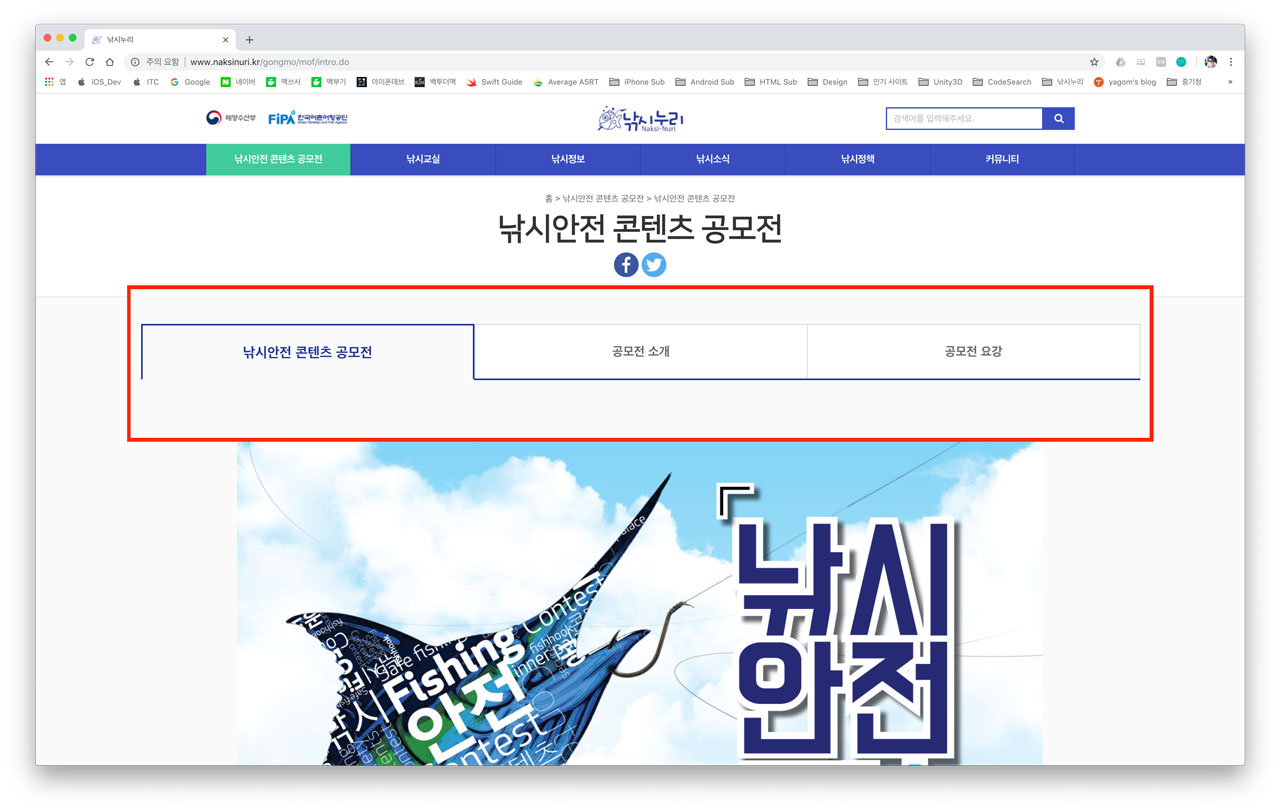 낚시누리
주의 요함 | www.naksinuri.kr/gongmo/mof/intro.do
앱 iOS_Dev ITC Google 네이버 맥쓰사 맥부기 아이폰데브 백투더맥 Swift Guide Average ASRT iPhone Sub Android Sub HTML Sub Design 인기 사이트 Unity3D CodeSearch 낚시누리 yagom's blog 중기청 »
해양수산부 FiPA 한국어촌어항공단 낚시누리 Naksi-Nuri 검색어를 입력해주세요.
낚시안전 콘텐츠 공모전 낚시교실 낚시정보 낚시소식 낚시정책 커뮤니티
홈 > 낚시안전 콘텐츠 공모전 > 낚시안전 콘텐츠 공모전
낚시안전 콘텐츠 공모전
낚시안전 콘텐츠 공모전 공모전 소개 공모전 요강
낚시
안전
Contest
Safe fishing
fishhook
inner
Fishing
안전
낚시
Contest
콘텐츠